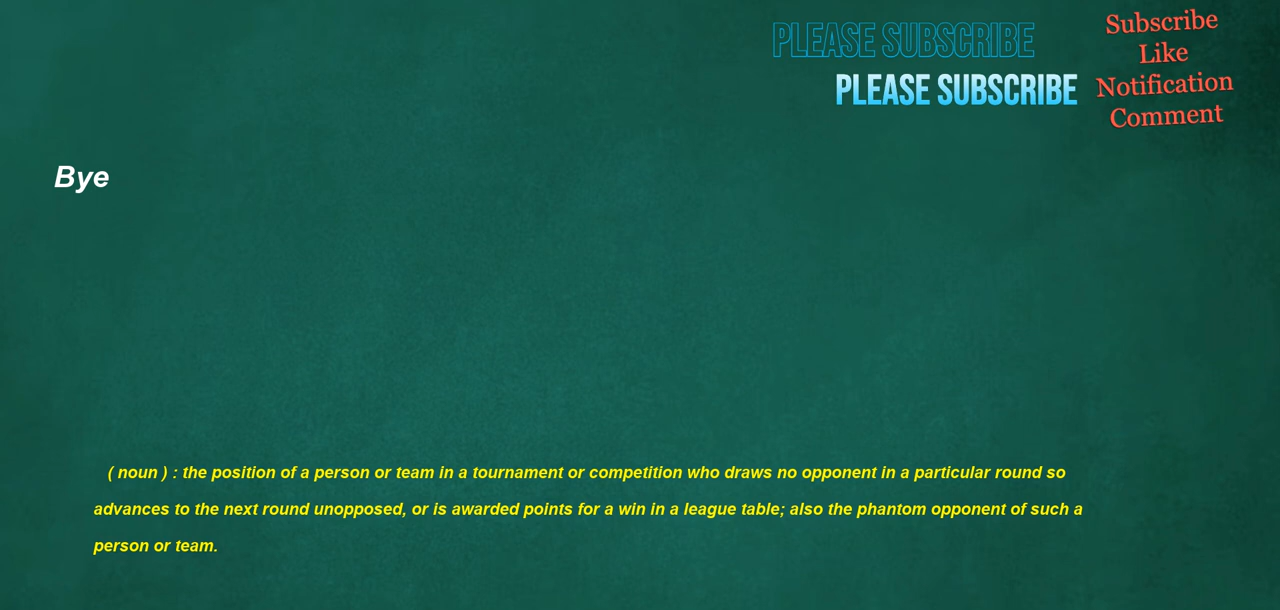 PLEASE SUBSCRIBE
PLEASE SUBSCRIBE
Subscribe
Like
Notification
Comment
Bye
( noun ) : the position of a person or team in a tournament or competition who draws no opponent in a particular round so
advances to the next round unopposed, or is awarded points for a win in a league table; also the phantom opponent of such a
person or team.